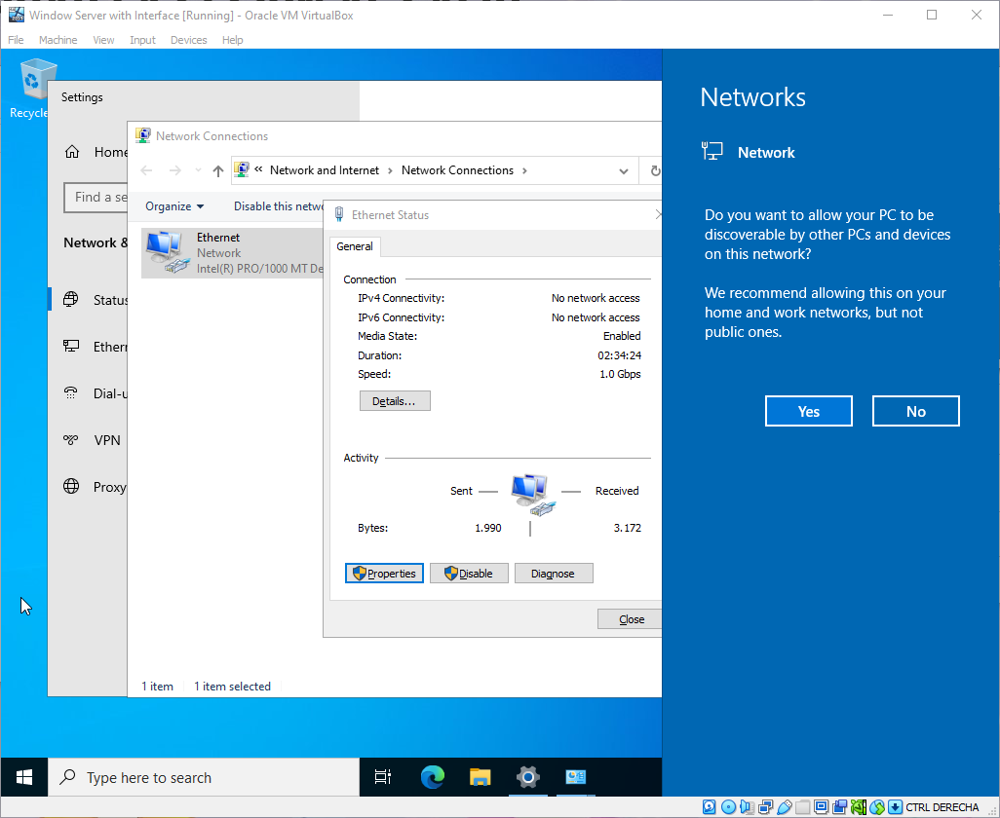 Window Server with Interface [Running] - Oracle VM VirtualBox
File Machine View Input Devices Help
Recycle
Settings
Home
Find a se
Network &
Status
Ethern
Dial-u
VPN
Proxy
Network Connections
« Network and Internet > Network Connections >
Organize Disable this netwo
Ethernet
Network
Intel(R) PRO/1000 MT De
1 item 1 item selected
Ethernet Status
General
Connection
IPv4 Connectivity: No network access
IPv6 Connectivity: No network access
Media State: Enabled
Duration: 02:34:24
Speed: 1.0 Gbps
Details...
Activity
Sent Received
Bytes: 1.990 3.172
Properties Disable Diagnose
Close
Networks
Network
Do you want to allow your PC to be
discoverable by other PCs and devices
on this network?
We recommend allowing this on your
home and work networks, but not
public ones.
Yes No
Type here to search
CTRL DERECHA